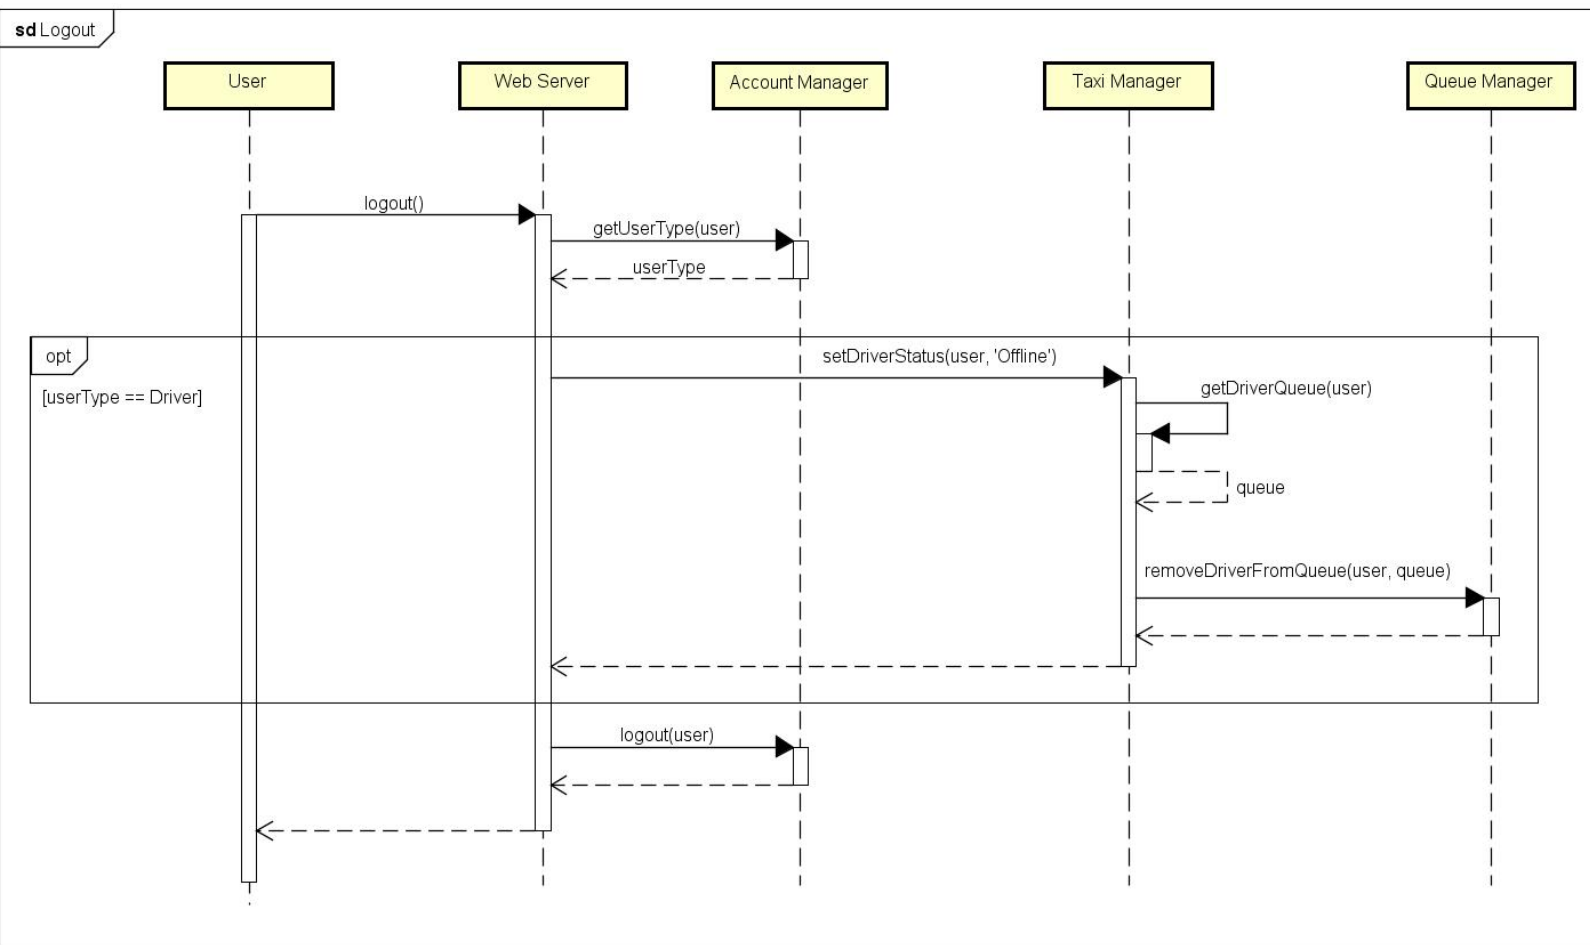 sd Logout
User
Web Server
Account Manager
Taxi Manager
Queue Manager
logout()
getUserType(user)
userType
opt
setDriverStatus(user, 'Offline')
[userType == Driver]
getDriverQueue(user)
queue
removeDriverFromQueue(user, queue)
logout(user)